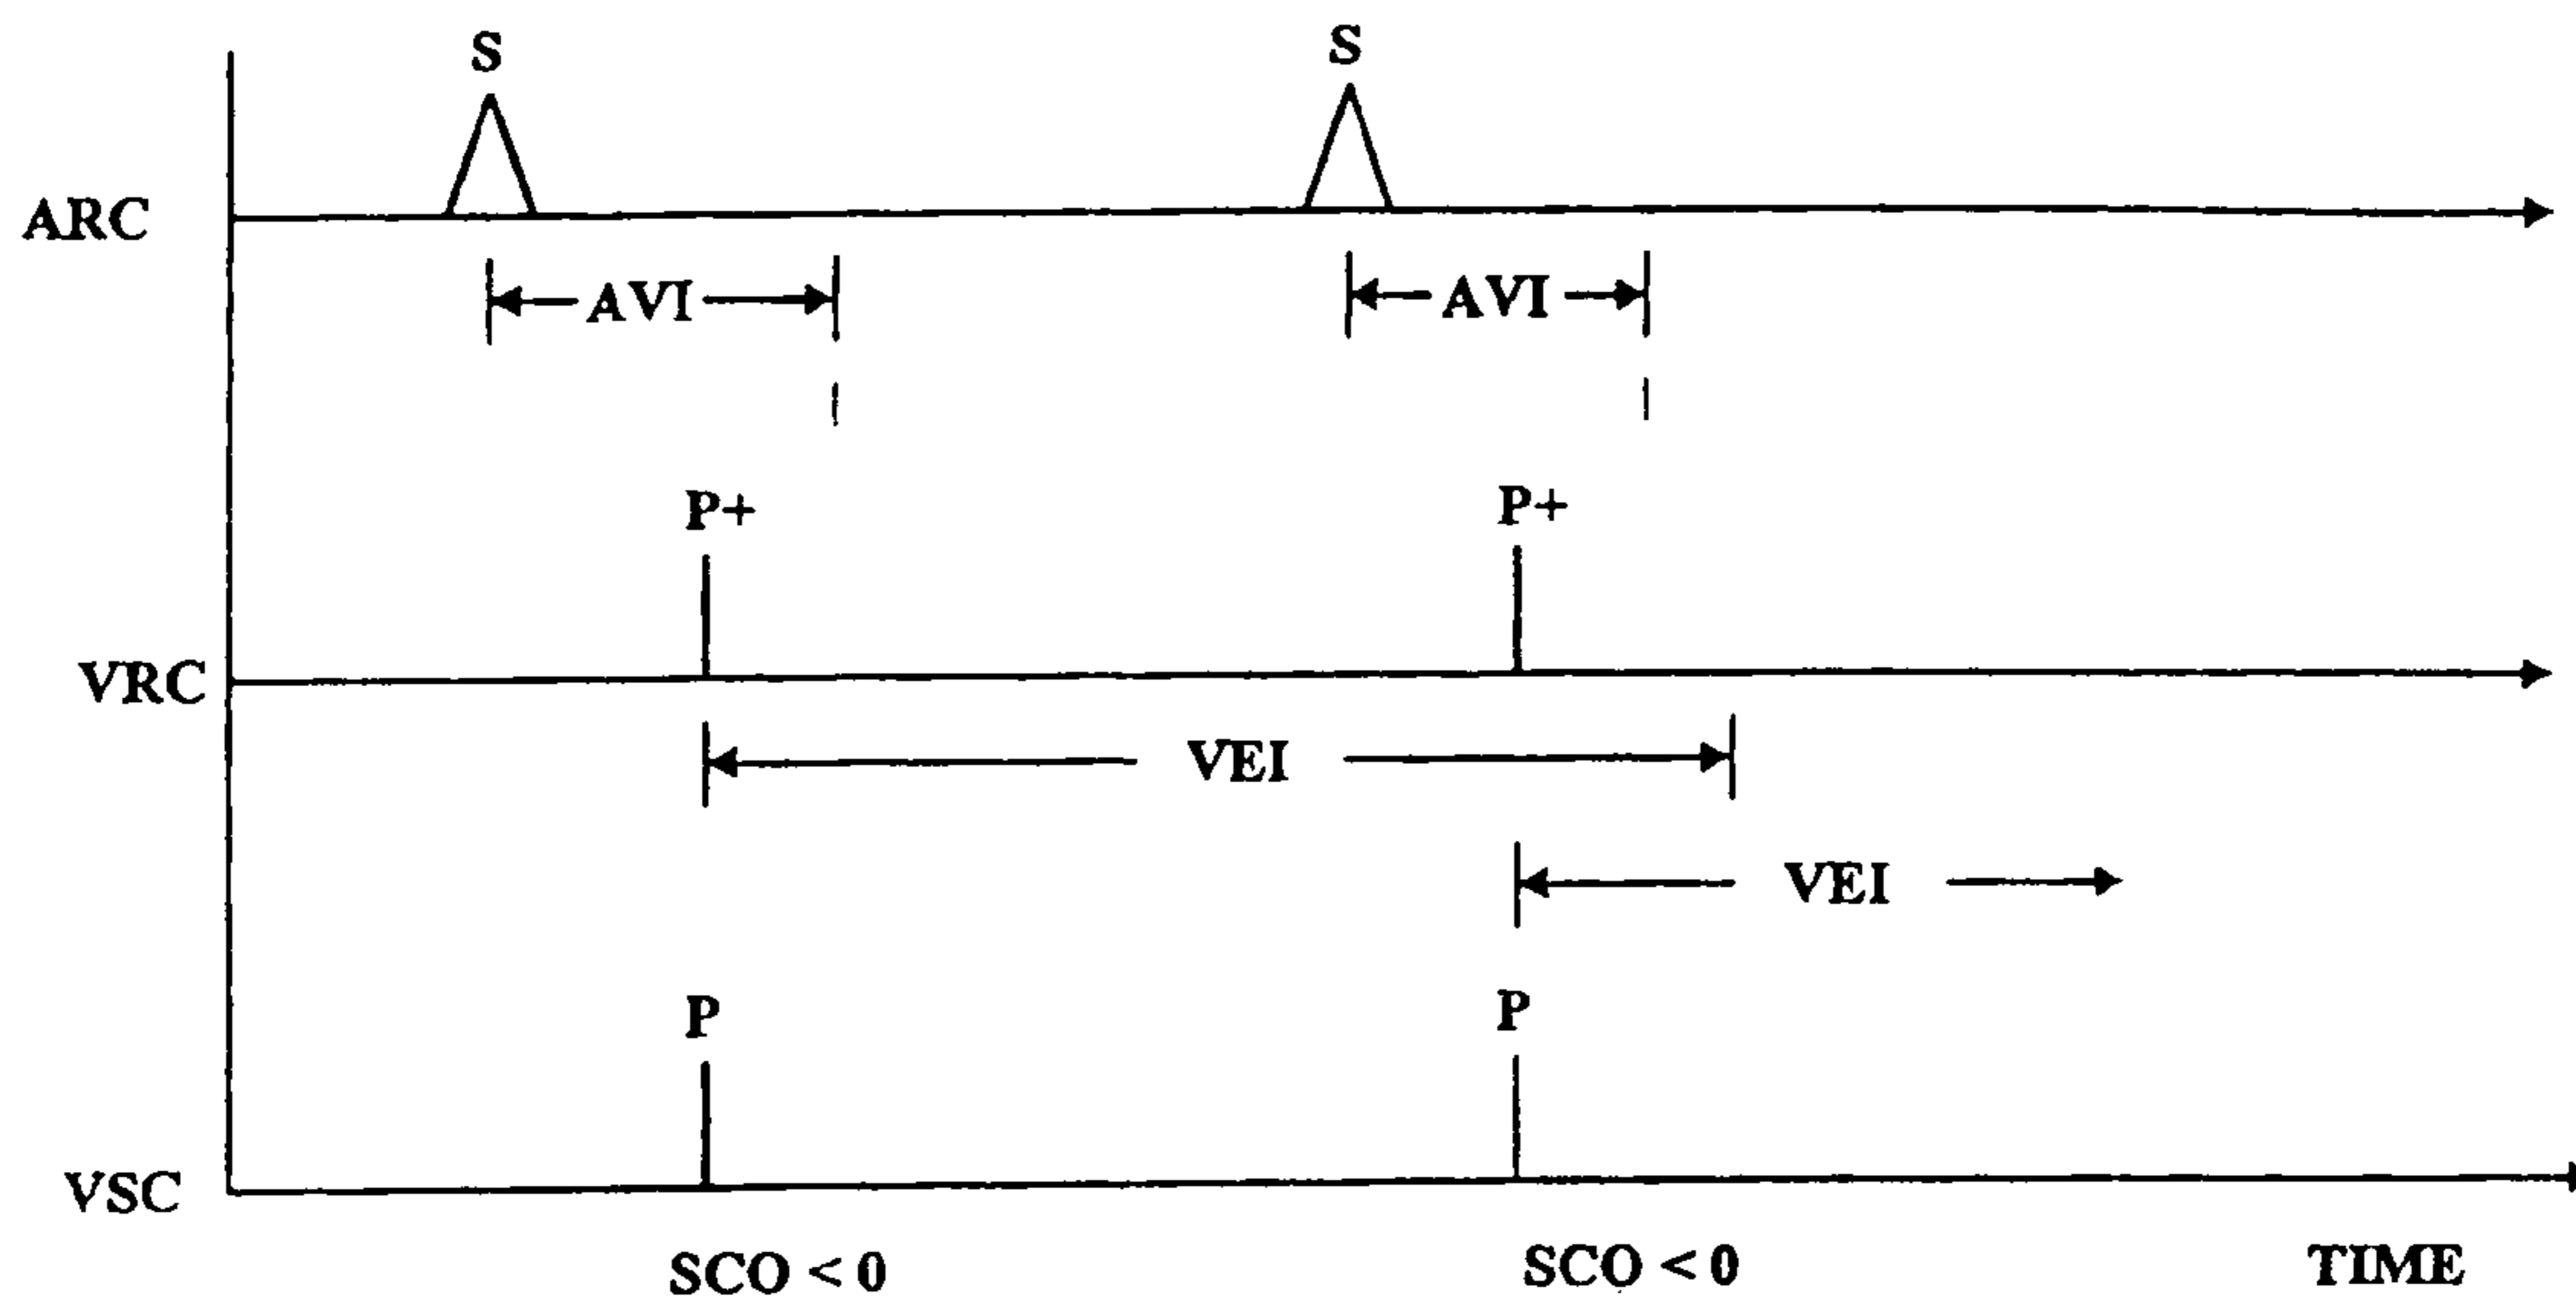 S S
ARC
AVI AVI
P+ P+
VRC
VEI
VEI
P P
VSC
SCO < 0 SCO < 0 TIME